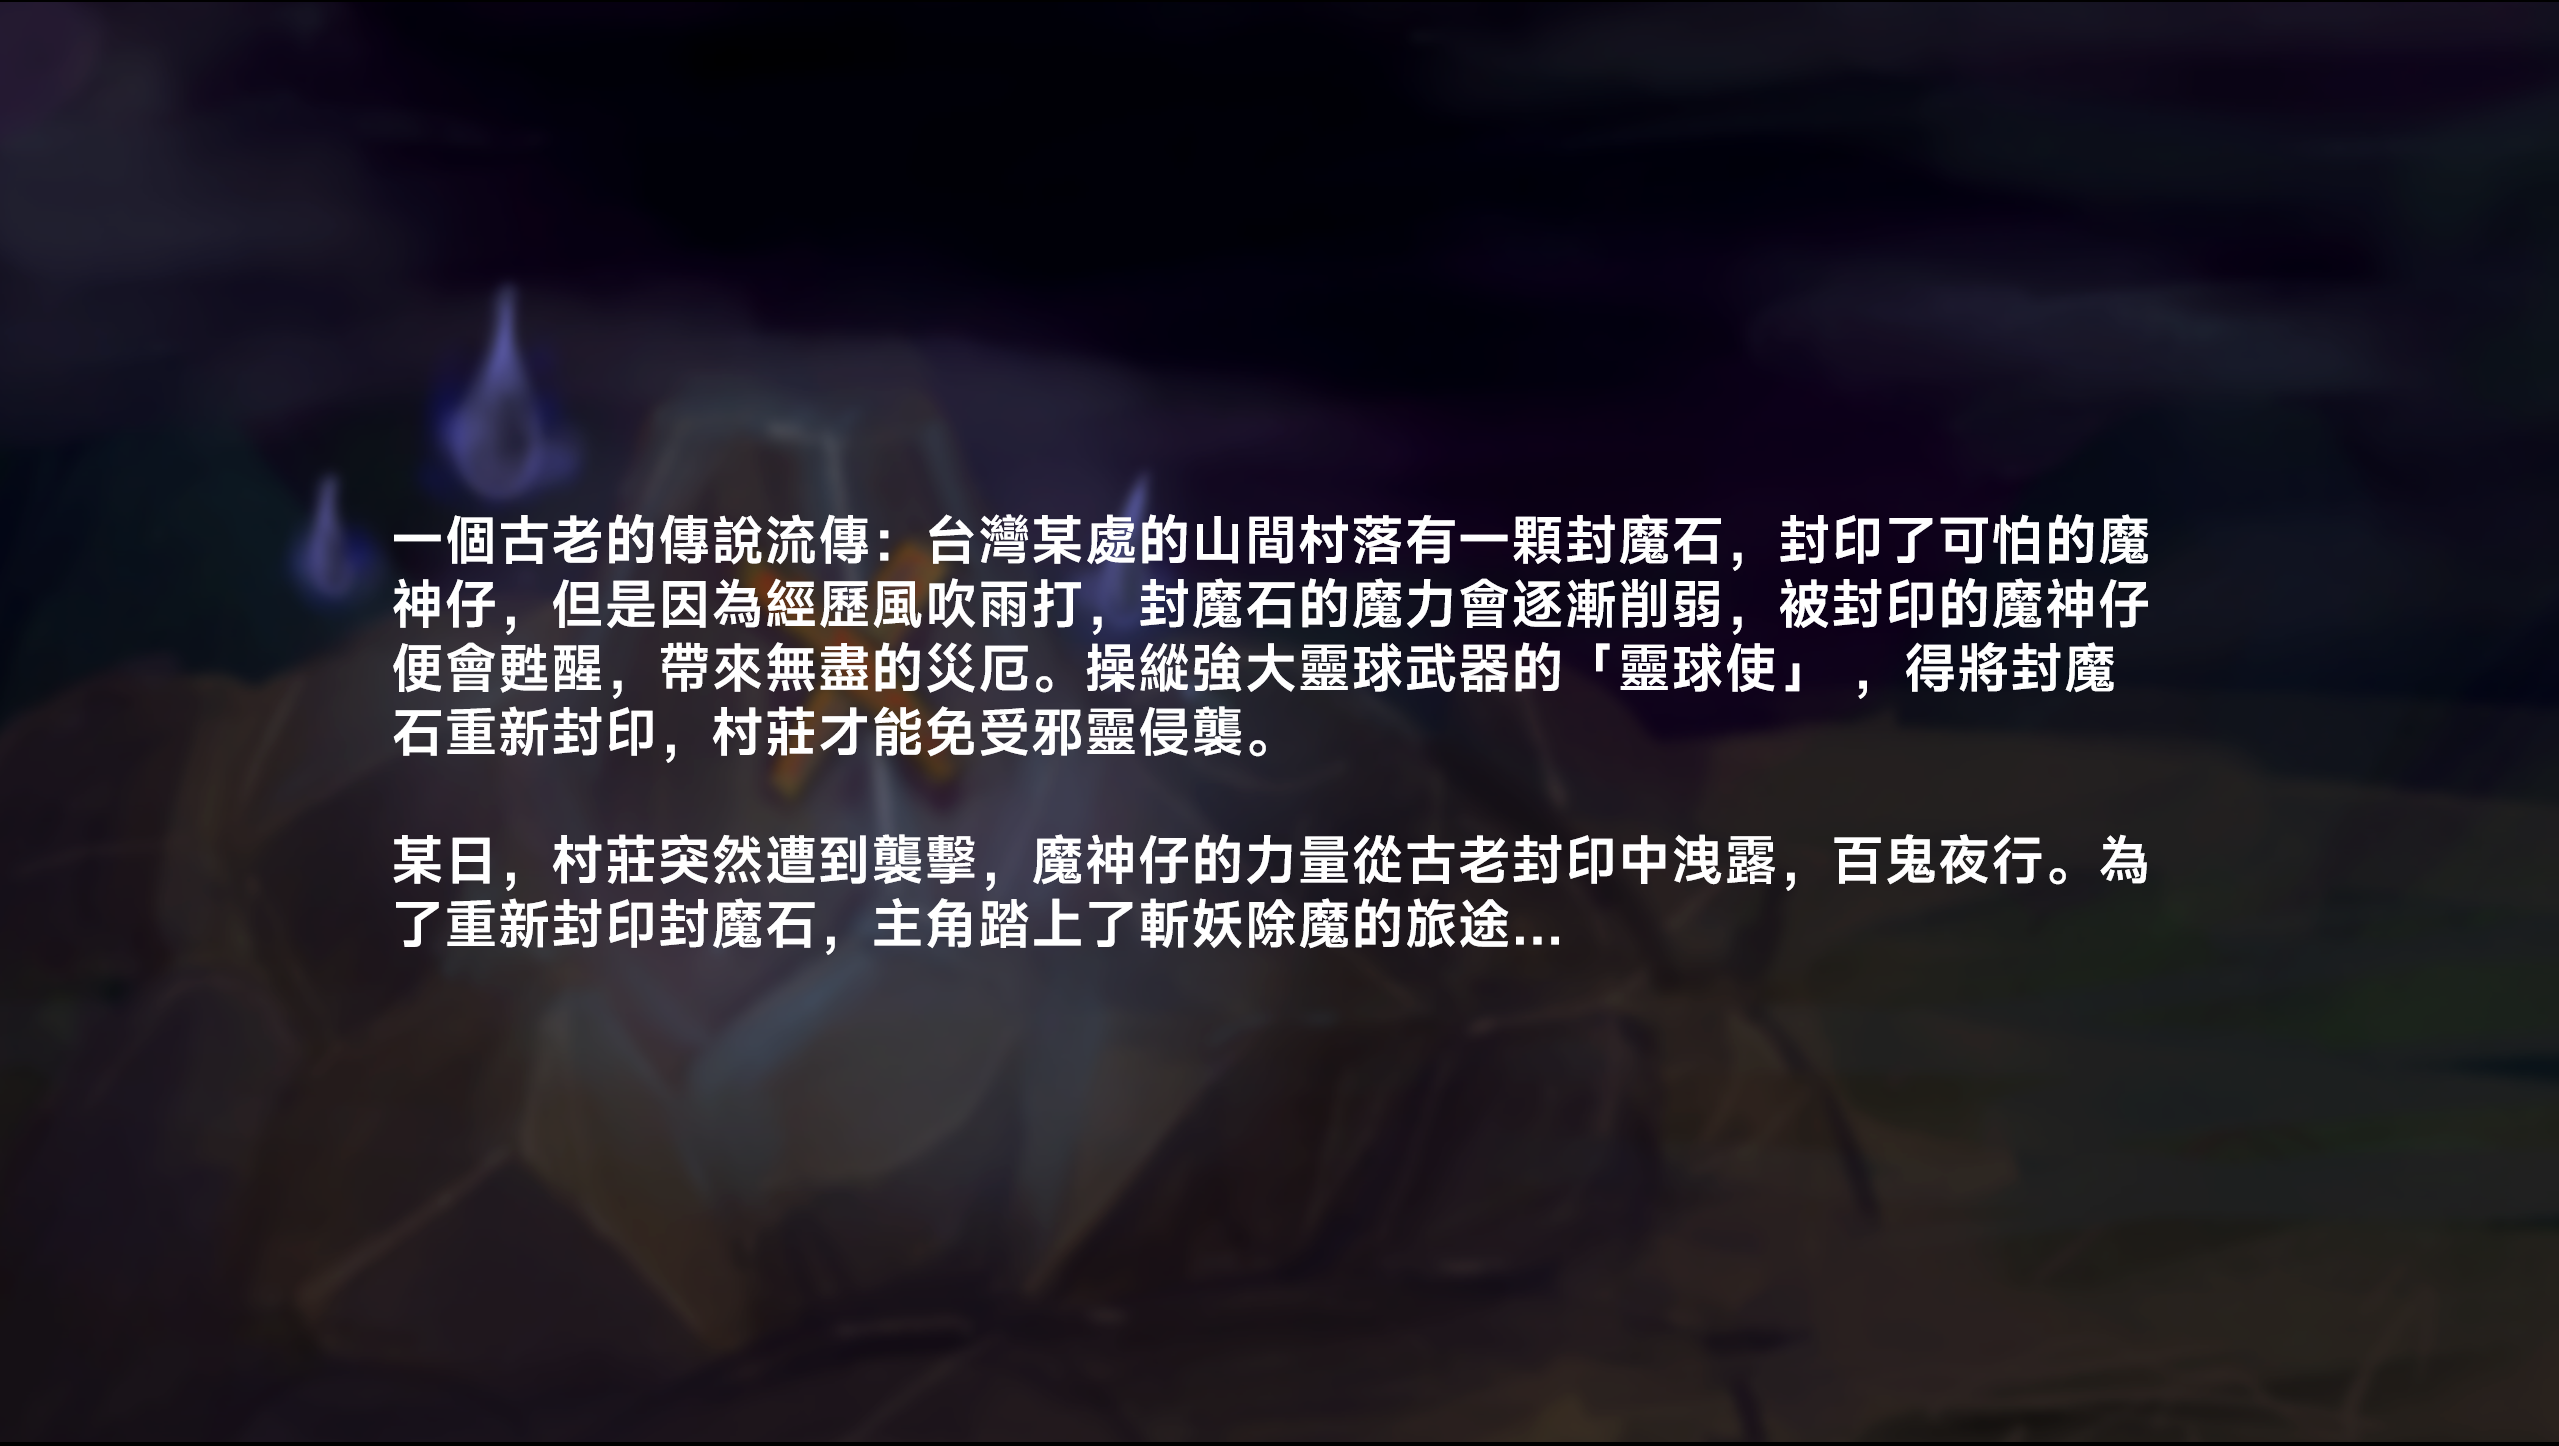 一個古老的傳說流傳：台灣某處的山間村落有一顆封魔石，封印了可怕的魔
神仔，但是因為經歷風吹雨打，封魔石的魔力會逐漸削弱，被封印的魔神仔
便會甦醒，帶來無盡的災厄。操縱強大靈球武器的「靈球使」 ，得將封魔
石重新封印，村莊才能免受邪靈侵襲。
某日，村莊突然遭到襲擊，魔神仔的力量從古老封印中洩露，百鬼夜行。為
了重新封印封魔石，主角踏上了斬妖除魔的旅途...